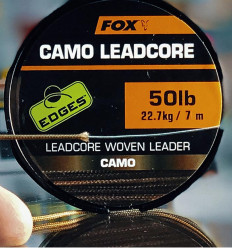 FOX
CAMO LEADCORE
EDGES
50lb
22.7kg / 7 m
LEADCORE WOVEN LEADER
CAMO